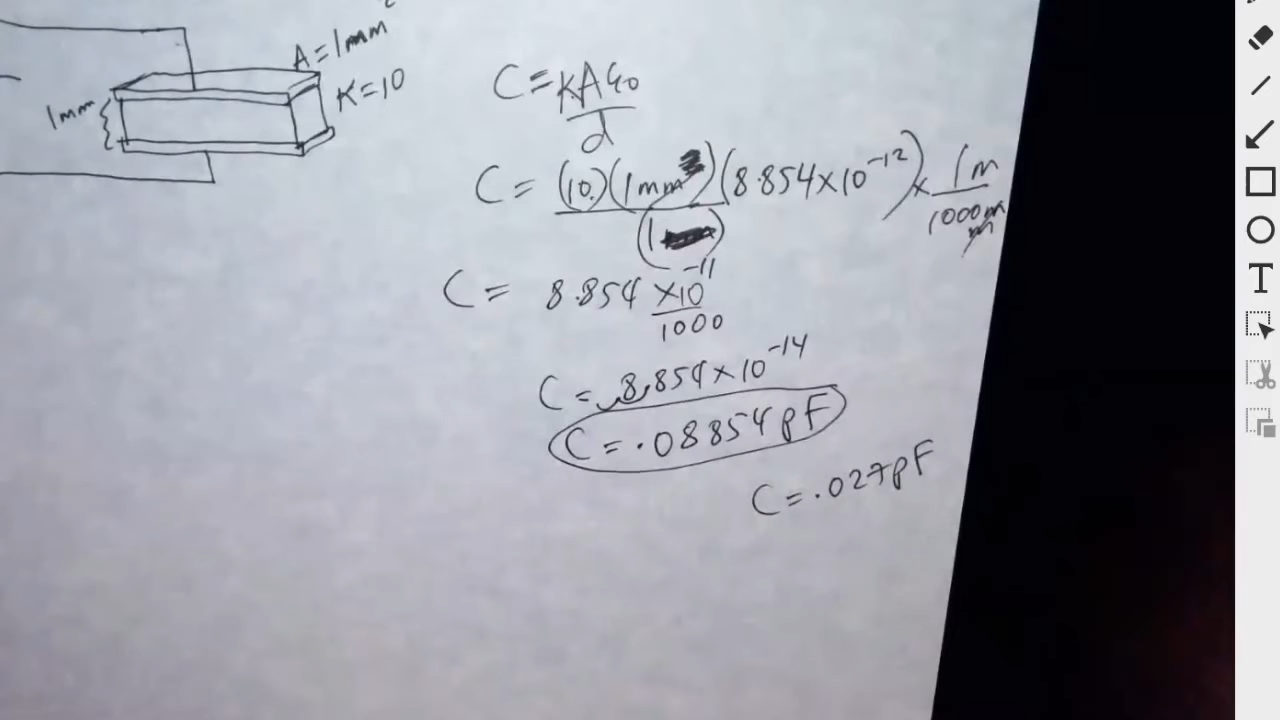 A=1mm²
1mm
K=10
C=KAε₀
d
C= (10)(1mm)(8.854×10⁻¹²) × 1m
(1)
1000mm
C= 8.854 ×10⁻¹¹
1000
C= 8.854×10⁻¹⁴
C=.08854pF
C=.027pF
T